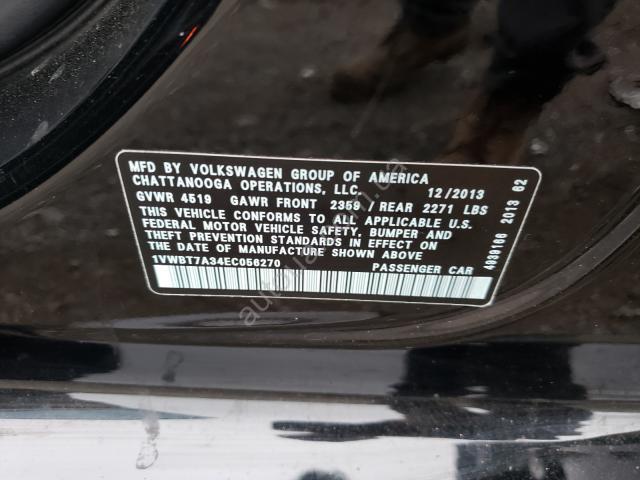 MFD BY VOLKSWAGEN GROUP OF AMERICA
CHATTANOOGA OPERATIONS, LLC. 12/2013
GVWR 4519 GAWR FRONT 2359 / REAR 2271 LBS
THIS VEHICLE CONFORMS TO ALL APPLICABLE U.S.
FEDERAL MOTOR VEHICLE SAFETY, BUMPER AND
THEFT PREVENTION STANDARDS IN EFFECT ON
THE DATE OF MANUFACTURE SHOWN ABOVE
1VWBT7A34EC056270 PASSENGER CAR
4939166 2013 62